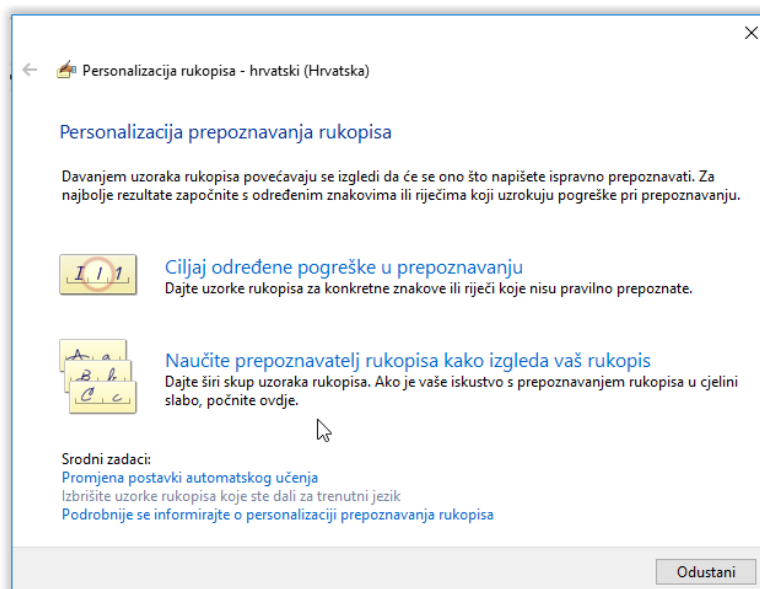 Personalizacija rukopisa - hrvatski (Hrvatska)
Personalizacija prepoznavanja rukopisa
Davanjem uzoraka rukopisa povećavaju se izgledi da će se ono što napišete ispravno prepoznavati. Za
najbolje rezultate započnite s određenim znakovima ili riječima koji uzrokuju pogreške pri prepoznavanju.
I 1 1
Ciljaj određene pogreške u prepoznavanju
Dajte uzorke rukopisa za konkretne znakove ili riječi koje nisu pravilno prepoznate.
A a
B b
C c
Naučite prepoznavatelj rukopisa kako izgleda vaš rukopis
Dajte širi skup uzoraka rukopisa. Ako je vaše iskustvo s prepoznavanjem rukopisa u cjelini
slabo, počnite ovdje.
Srodni zadaci:
Promjena postavki automatskog učenja
Izbrišite uzorke rukopisa koje ste dali za trenutni jezik
Podrobnije se informirajte o personalizaciji prepoznavanja rukopisa
Odustani